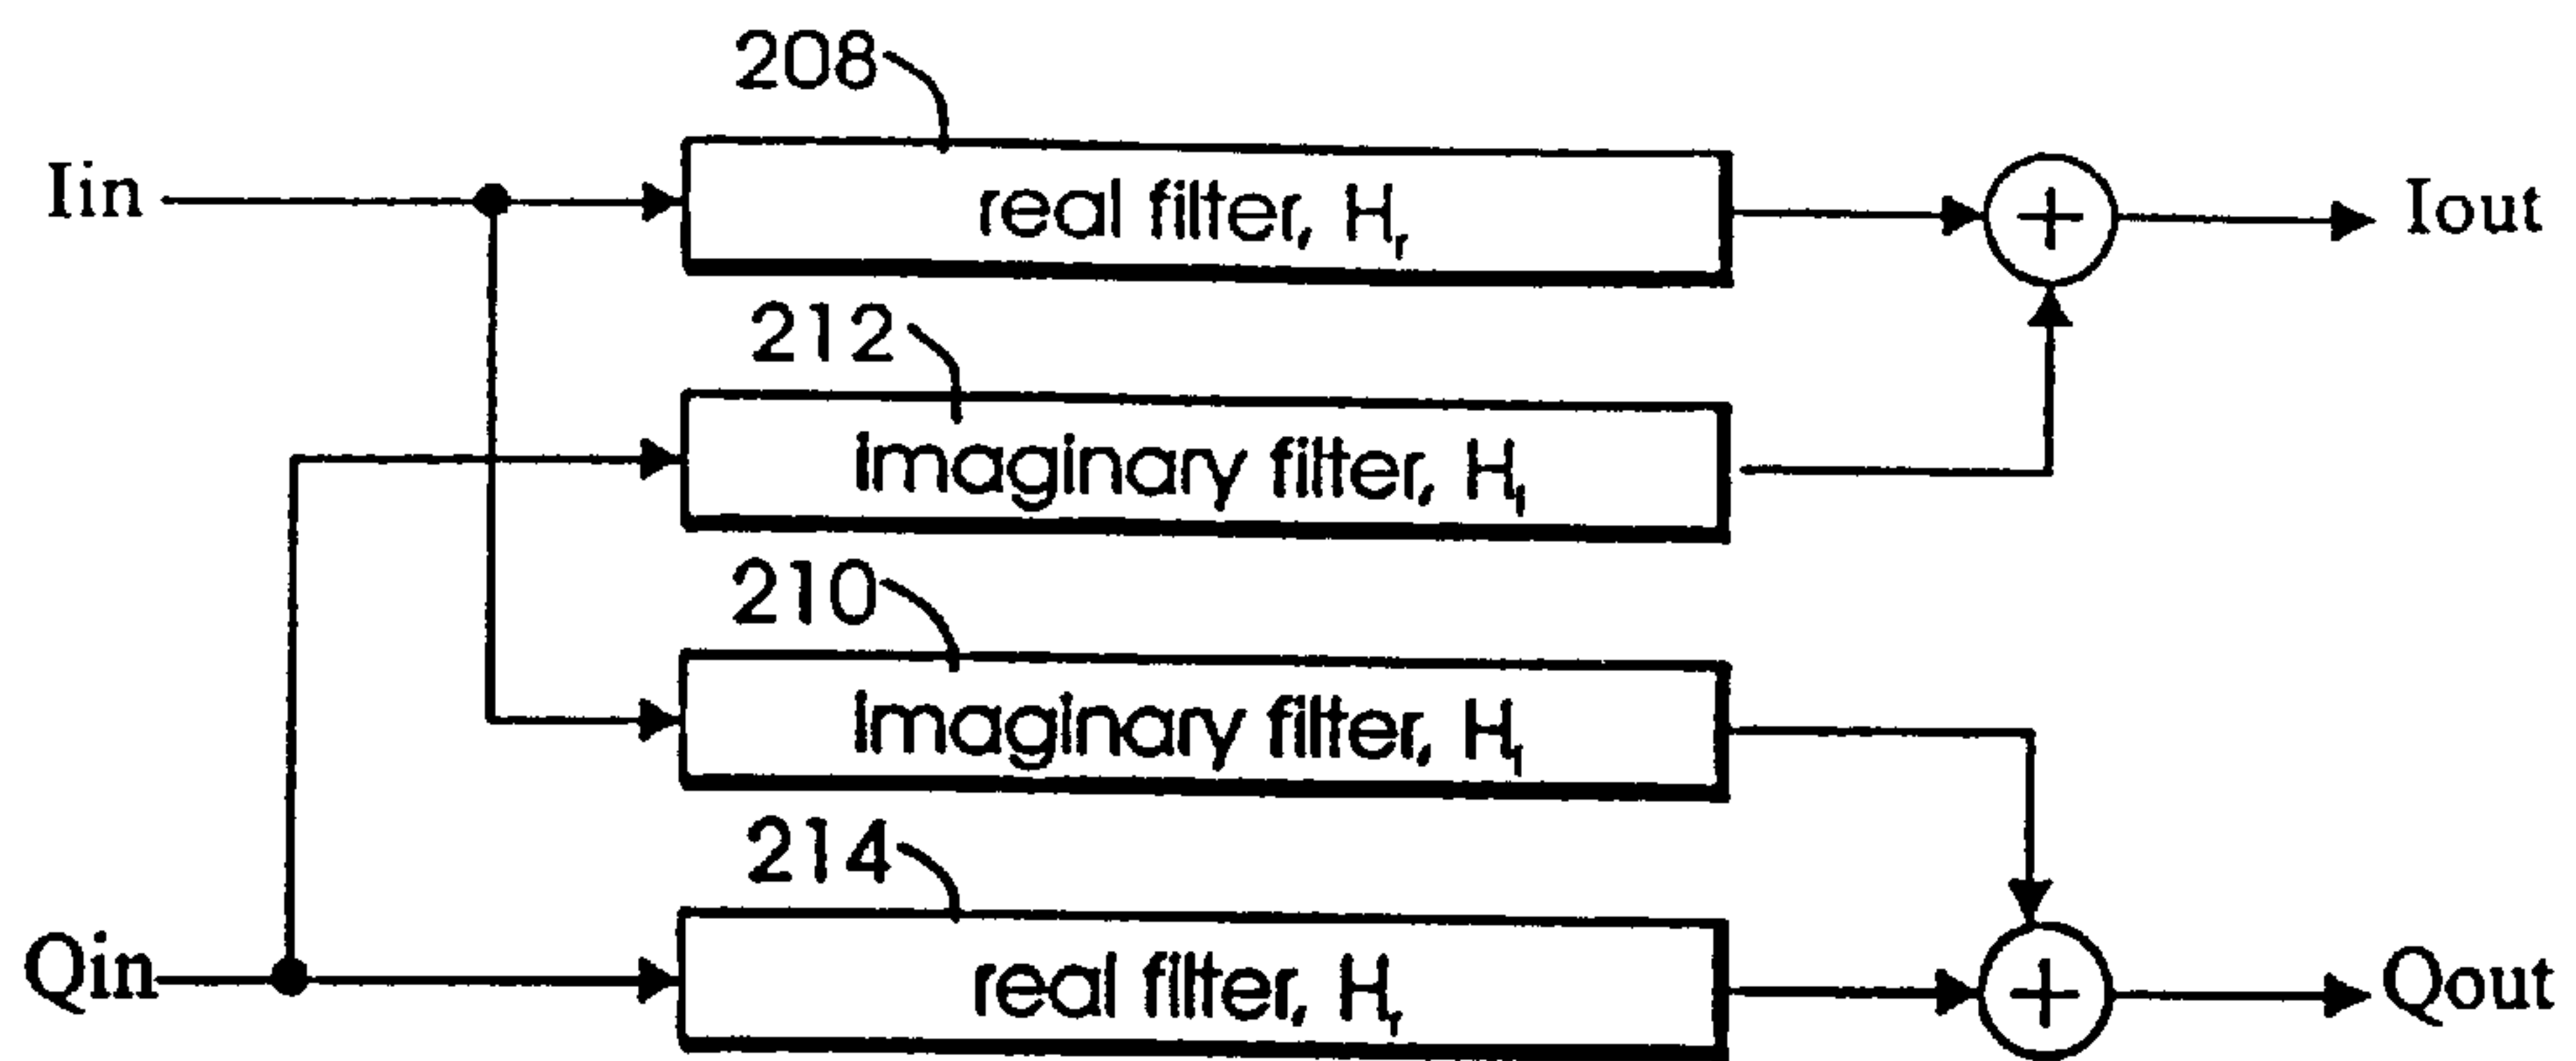 208
Iin
real filter, Hr
+
Iout
212
Imaginary filter, HI
210
Imaginary filter, HI
214
Qin
real filter, Hr
+
Qout